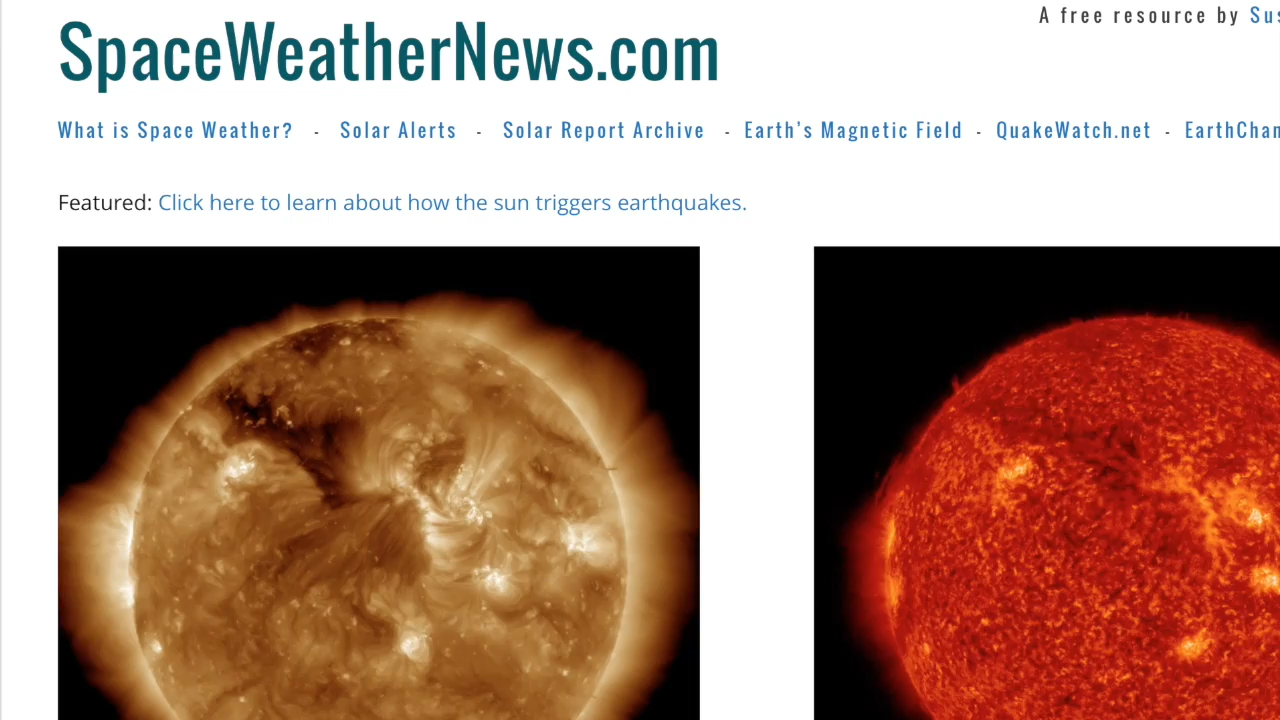 A free resource by
SpaceWeatherNews.com
What is Space Weather? - Solar Alerts - Solar Report Archive - Earth's Magnetic Field - QuakeWatch.net -
Featured: Click here to learn about how the sun triggers earthquakes.